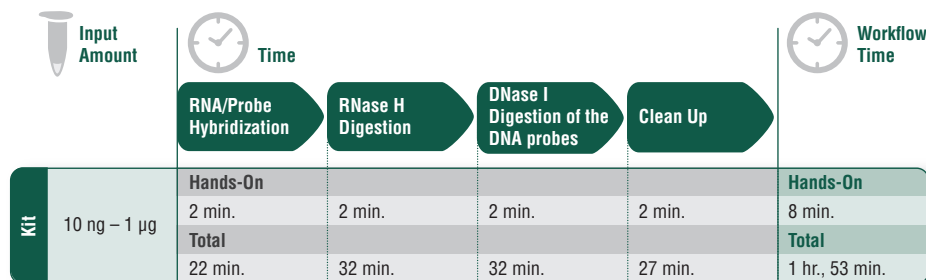 Input
Amount
Time
Workflow
Time
RNA/Probe
Hybridization
RNase H
Digestion
DNase I
Digestion of the
DNA probes
Clean Up
Kit
10 ng – 1 µg
Hands-On
Hands-On
2 min.
2 min.
2 min.
2 min.
8 min.
Total
Total
22 min.
32 min.
32 min.
27 min.
1 hr., 53 min.